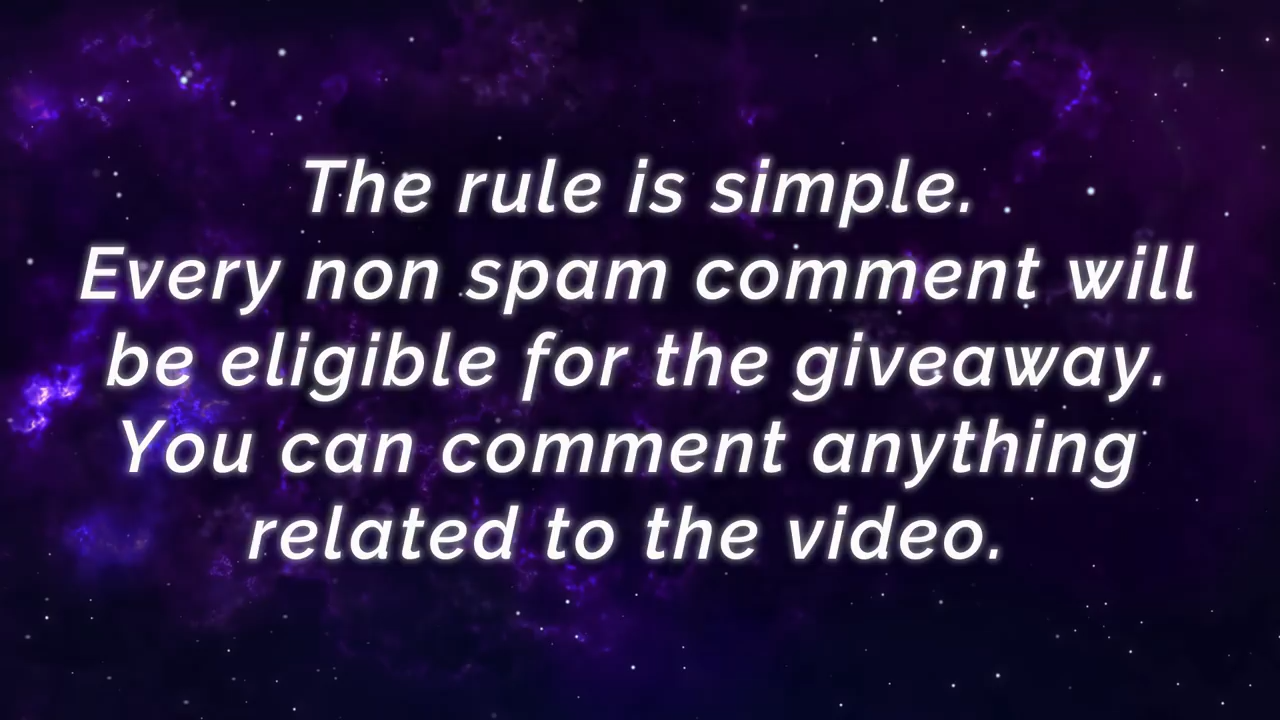 The rule is simple.
Every non spam comment will
be eligible for the giveaway.
You can comment anything
related to the video.